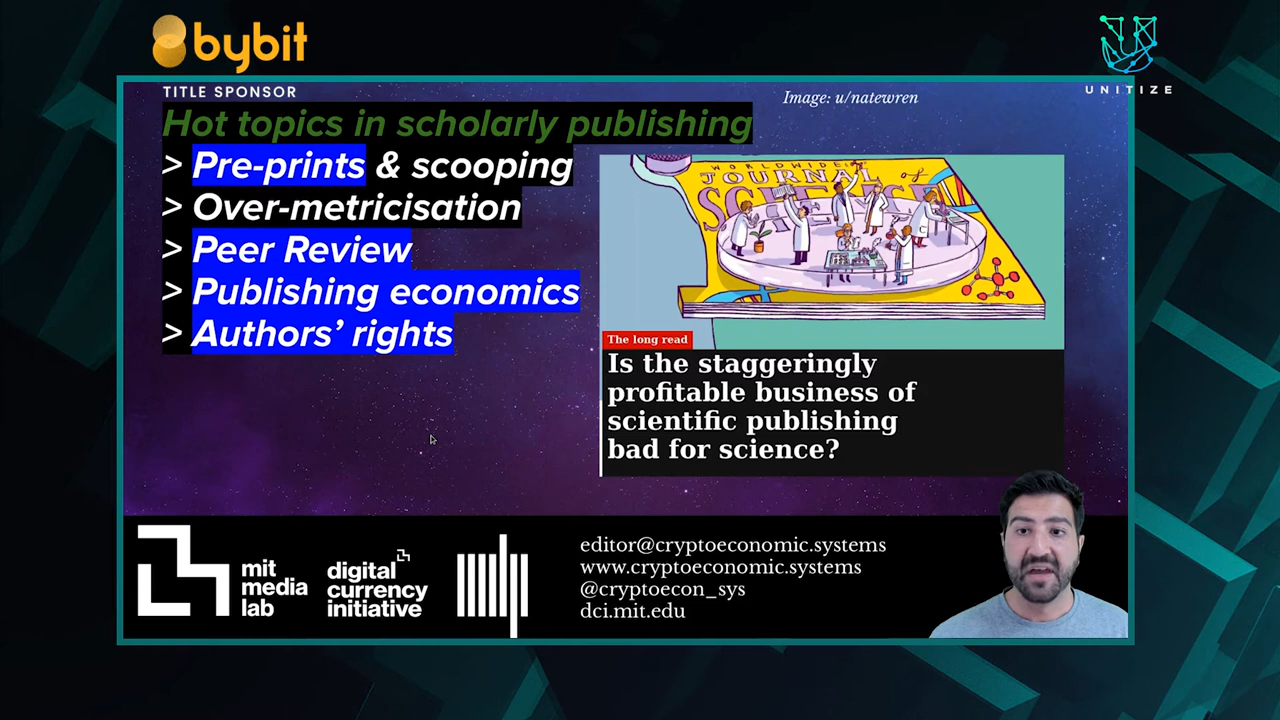 bybit
TITLE SPONSOR
UNITIZE
Image: u/natewren
Hot topics in scholarly publishing
> Pre-prints & scooping
> Over-metricisation
> Peer Review
> Publishing economics
> Authors’ rights
WORLDWIDE
JOURNAL of
SCIENCE
The long read
Is the staggeringly
profitable business of
scientific publishing
bad for science?
mit
media
lab
digital
currency
initiative
editor@cryptoeconomic.systems
www.cryptoeconomic.systems
@cryptoecon_sys
dci.mit.edu